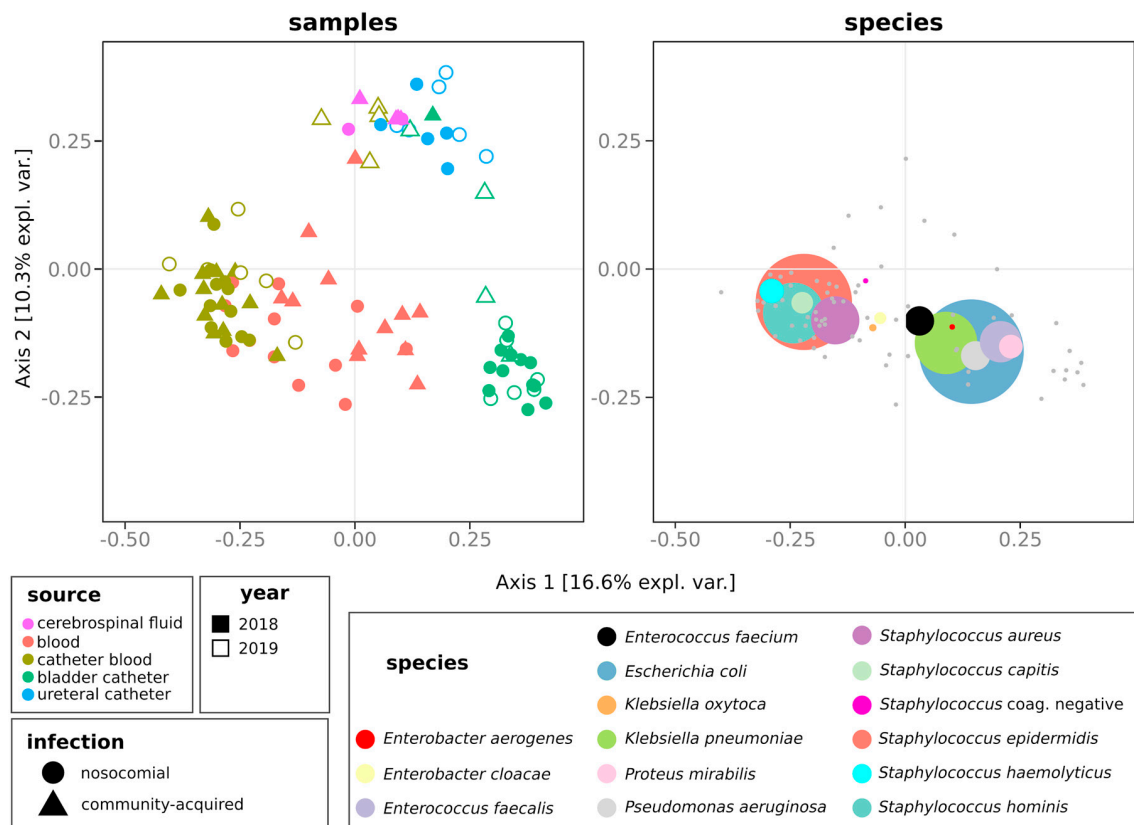 samples
species
0.25
0.00
-0.25
Axis 2 [10.3% expl. var.]
-0.50
-0.25
0.00
0.25
0.25
0.00
-0.25
-0.50
-0.25
0.00
0.25
Axis 1 [16.6% expl. var.]
source
cerebrospinal fluid
blood
catheter blood
bladder catheter
ureteral catheter
year
2018
2019
infection
nosocomial
community-acquired
species
Enterobacter aerogenes
Enterobacter cloacae
Enterococcus faecalis
Enterococcus faecium
Escherichia coli
Klebsiella oxytoca
Klebsiella pneumoniae
Proteus mirabilis
Pseudomonas aeruginosa
Staphylococcus aureus
Staphylococcus capitis
Staphylococcus coag. negative
Staphylococcus epidermidis
Staphylococcus haemolyticus
Staphylococcus hominis